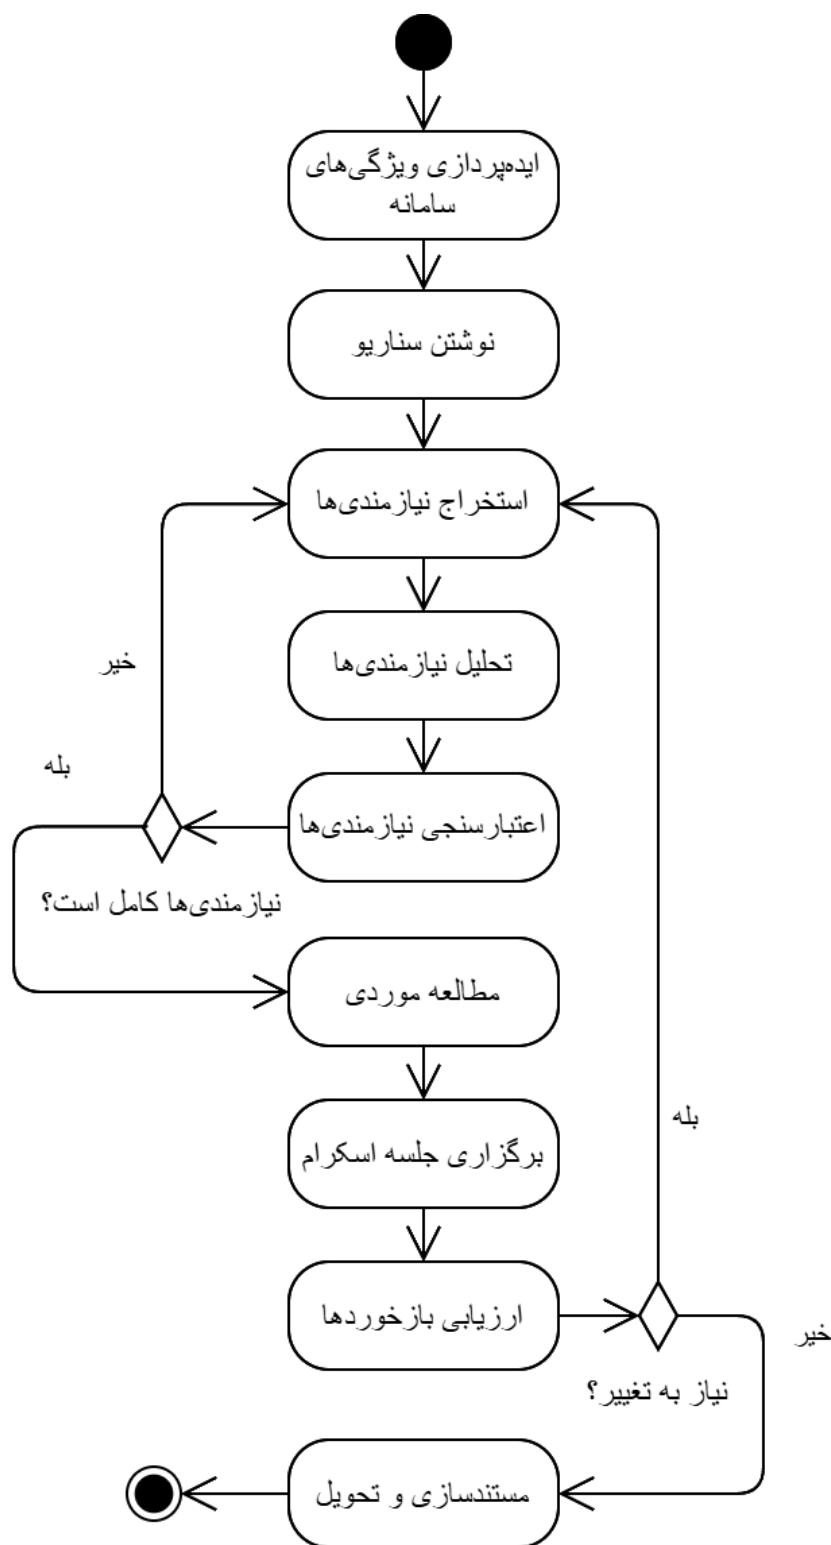 ایده‌پردازی ویژگی‌های
سامانه
نوشتن سناریو
استخراج نیازمندی‌ها
تحلیل نیازمندی‌ها
خیر
بله
اعتبارسنجی نیازمندی‌ها
نیازمندی‌ها کامل است؟
مطالعه موردی
بله
برگزاری جلسه اسکرام
ارزیابی بازخوردها
خیر
نیاز به تغییر؟
مستندسازی و تحویل